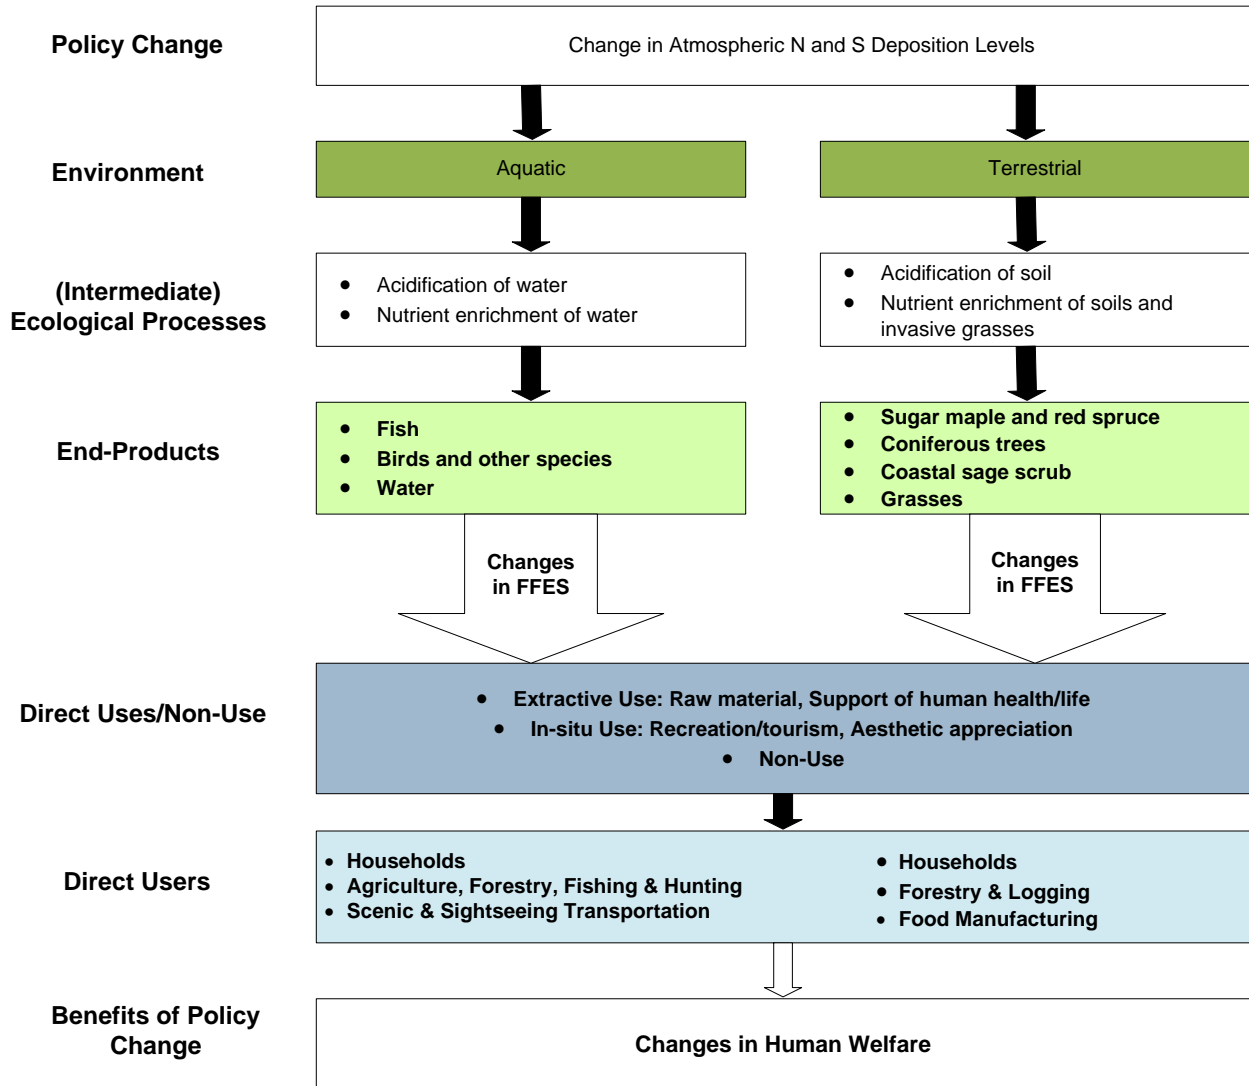 Policy Change
Change in Atmospheric N and S Deposition Levels
Environment
Aquatic
Terrestrial
(Intermediate)
Ecological Processes
• Acidification of water
• Nutrient enrichment of water
• Acidification of soil
• Nutrient enrichment of soils and
invasive grasses
End-Products
• Fish
• Birds and other species
• Water
• Sugar maple and red spruce
• Coniferous trees
• Coastal sage scrub
• Grasses
Changes
in FFES
Changes
in FFES
Direct Uses/Non-Use
• Extractive Use: Raw material, Support of human health/life
• In-situ Use: Recreation/tourism, Aesthetic appreciation
• Non-Use
Direct Users
• Households
• Agriculture, Forestry, Fishing & Hunting
• Scenic & Sightseeing Transportation
• Households
• Forestry & Logging
• Food Manufacturing
Benefits of Policy
Change
Changes in Human Welfare